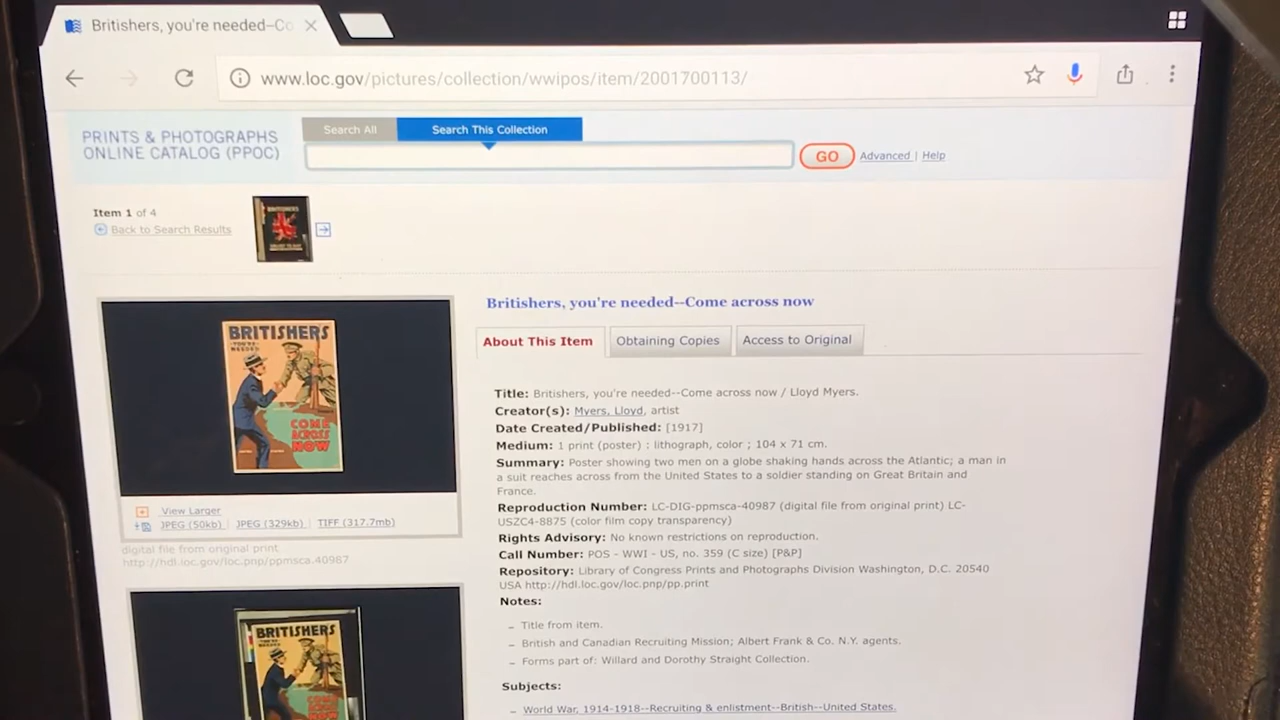 Britishers, you're needed--Co
www.loc.gov/pictures/collection/wwipos/item/2001700113/
PRINTS & PHOTOGRAPHS
ONLINE CATALOG (PPOC)
Search All
Search This Collection
GO
Advanced | Help
Item 1 of 4
Back to Search Results
BRITISHERS
Britishers, you're needed--Come across now
About This Item
Obtaining Copies
Access to Original
BRITISHERS
YOU'RE
NEEDED
COME
ACROSS
NOW
View Larger
JPEG (50kb) | JPEG (329kb) | TIFF (317.7mb)
digital file from original print
http://hdl.loc.gov/loc.pnp/ppmsca.40987
BRITISHERS
YOU'RE
NEEDED
COME
ACROSS
Title: Britishers, you're needed--Come across now / Lloyd Myers.
Creator(s): Myers, Lloyd, artist
Date Created/Published: [1917]
Medium: 1 print (poster) : lithograph, color ; 104 x 71 cm.
Summary: Poster showing two men on a globe shaking hands across the Atlantic; a man in
a suit reaches across from the United States to a soldier standing on Great Britain and
France.
Reproduction Number: LC-DIG-ppmsca-40987 (digital file from original print) LC-
USZC4-8875 (color film copy transparency)
Rights Advisory: No known restrictions on reproduction.
Call Number: POS - WWI - US, no. 359 (C size) [P&P]
Repository: Library of Congress Prints and Photographs Division Washington, D.C. 20540
USA http://hdl.loc.gov/loc.pnp/pp.print
Notes:
– Title from item.
– British and Canadian Recruiting Mission; Albert Frank & Co. N.Y. agents.
– Forms part of: Willard and Dorothy Straight Collection.
Subjects:
– World War, 1914-1918--Recruiting & enlistment--British--United States.